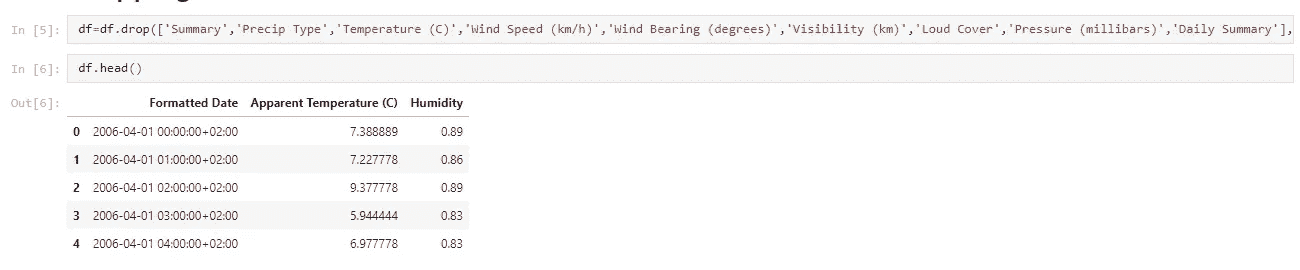 In [5]: df=df.drop(['Summary','Precip Type','Temperature (C)','Wind Speed (km/h)','Wind Bearing (degrees)','Visibility (km)','Loud Cover','Pressure (millibars)','Daily Summary'],
In [6]: df.head()
Out[6]:
Formatted Date Apparent Temperature (C) Humidity
0 2006-04-01 00:00:00+02:00 7.388889 0.89
1 2006-04-01 01:00:00+02:00 7.227778 0.86
2 2006-04-01 02:00:00+02:00 9.377778 0.89
3 2006-04-01 03:00:00+02:00 5.944444 0.83
4 2006-04-01 04:00:00+02:00 6.977778 0.83